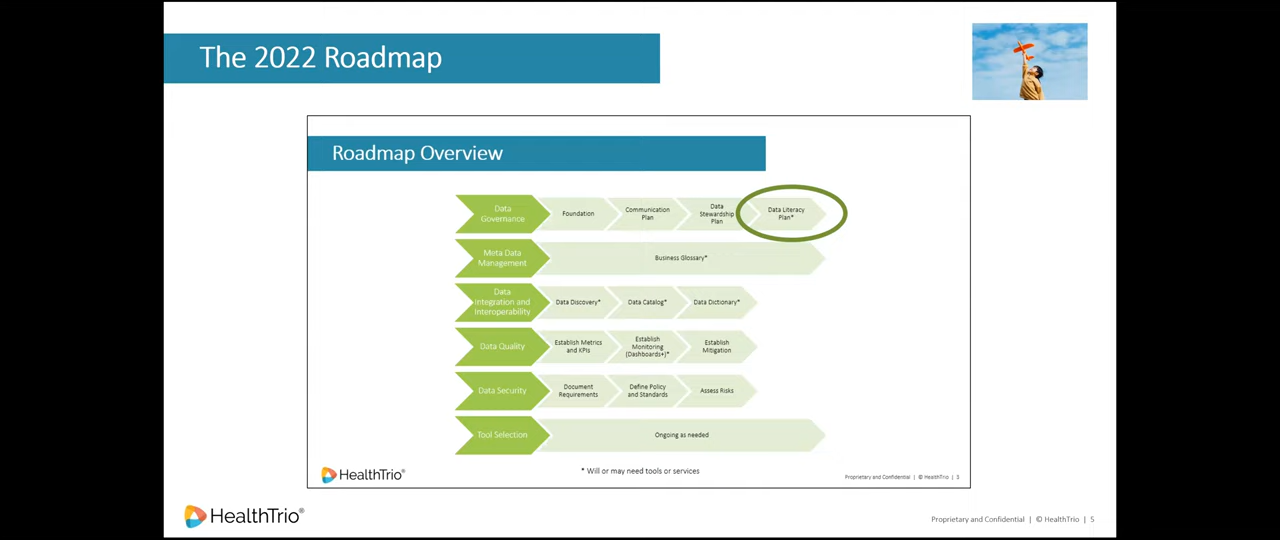 The 2022 Roadmap
Roadmap Overview
Data
Governance
Foundation
Communication
Plan
Data
Stewardship
Plan
Data Literacy
Plan*
Meta Data
Management
Business Glossary*
Data
Integration and
Interoperability
Data Discovery*
Data Catalog*
Data Dictionary*
Data Quality
Establish Metrics
and KPIs
Establish
Monitoring
(Dashboards+)*
Establish
Mitigation
Data Security
Document
Requirements
Define Policy
and Standards
Assess Risks
Tool Selection
Ongoing as needed
* Will or may need tools or services
HealthTrio®
Proprietary and Confidential | © HealthTrio | 3
HealthTrio®
Proprietary and Confidential | © HealthTrio | 5